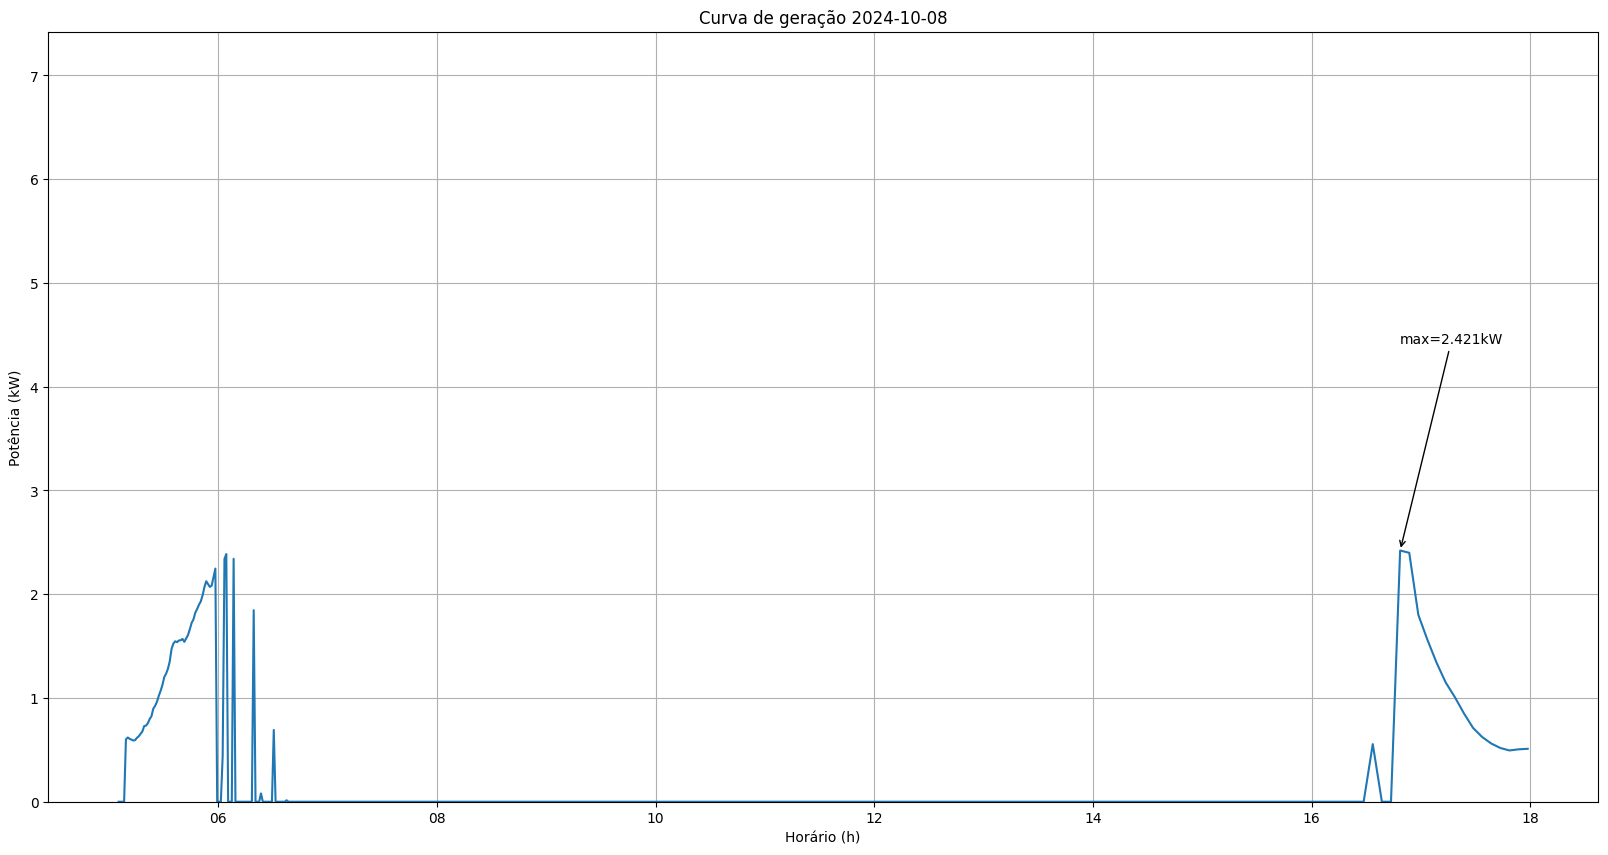 Curva de geração 2024-10-08
7
6
5
4
3
2
1
0
Potência (kW)
max=2.421kW
06 08 10 12 14 16 18
Horário (h)